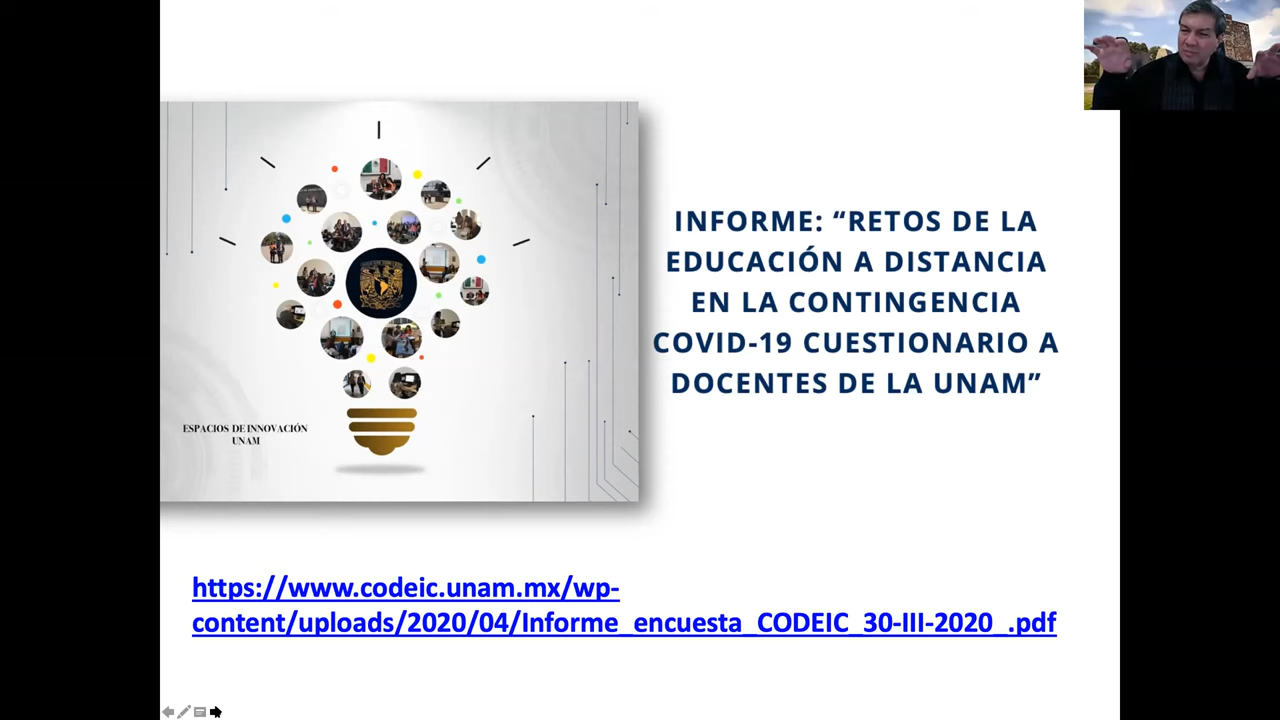 INFORME: “RETOS DE LA
EDUCACIÓN A DISTANCIA
EN LA CONTINGENCIA
COVID-19 CUESTIONARIO A
DOCENTES DE LA UNAM”
ESPACIOS DE INNOVACIÓN
UNAM
https://www.codeic.unam.mx/wp-
content/uploads/2020/04/Informe_encuesta_CODEIC_30-III-2020_.pdf